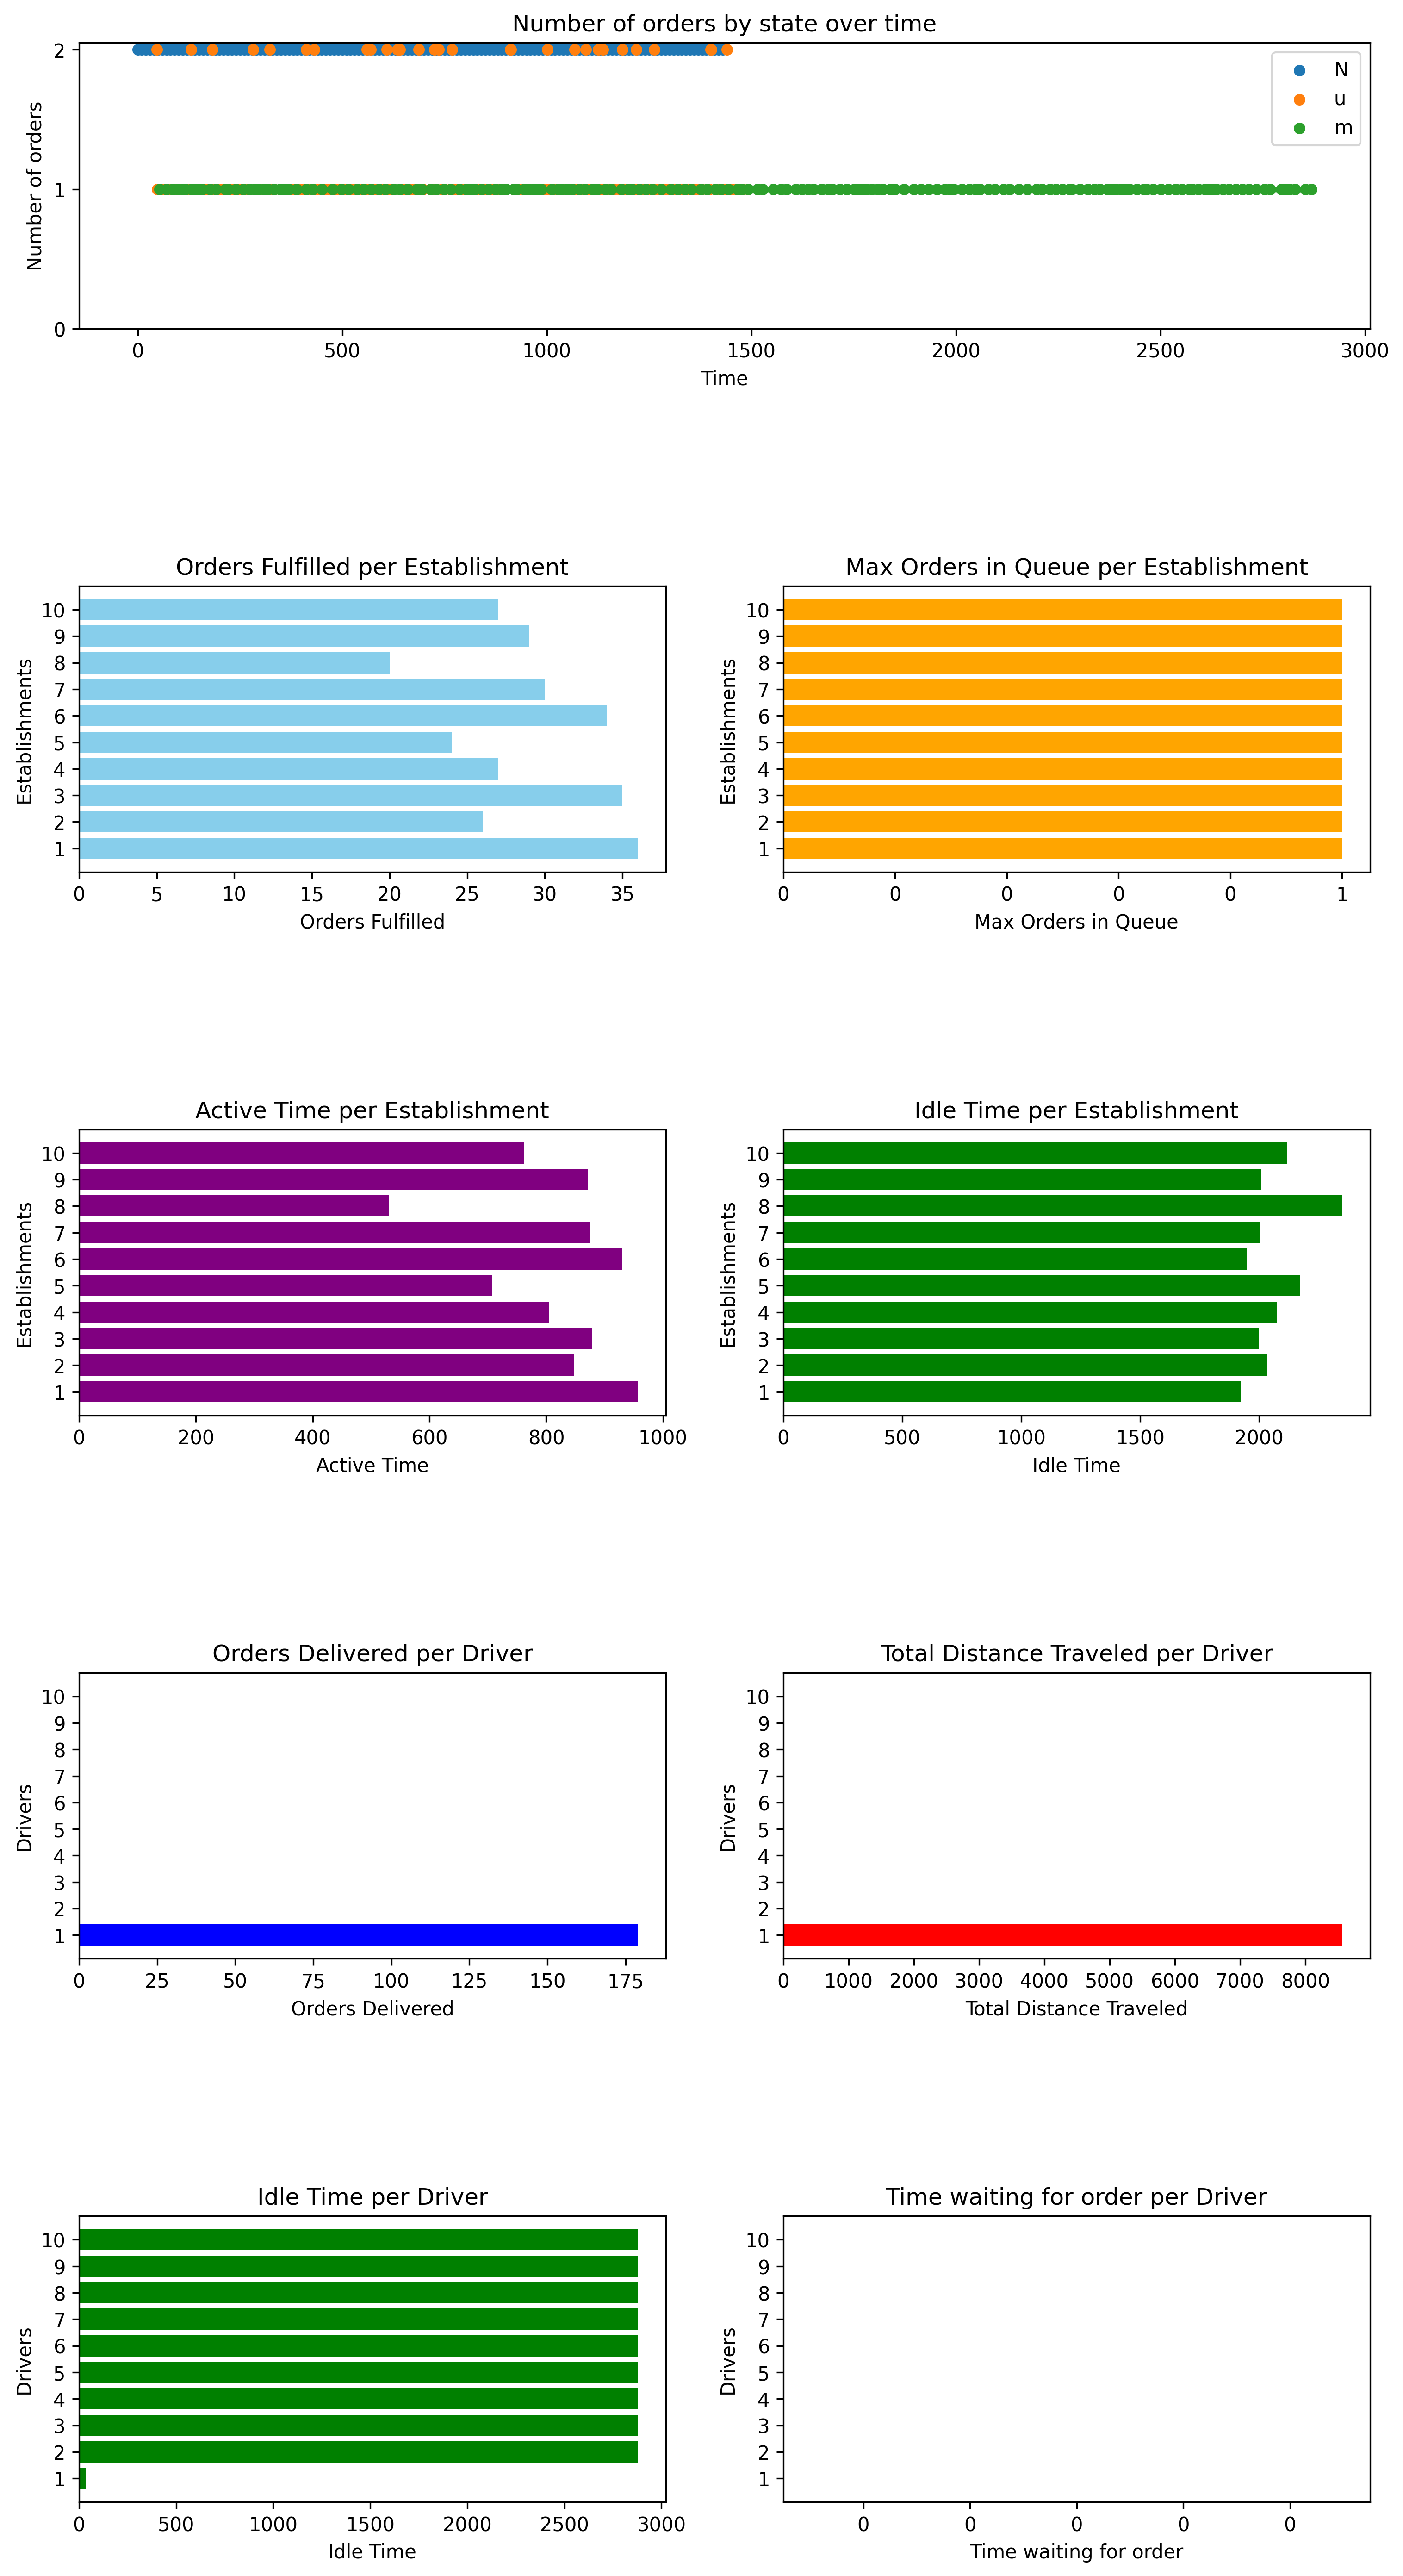 Number of orders by state over time
Number of orders
2
1
0
N
u
m
0 500 1000 1500 2000 2500 3000
Time
Orders Fulfilled per Establishment
Establishments
10
9
8
7
6
5
4
3
2
1
0 5 10 15 20 25 30 35
Orders Fulfilled
Max Orders in Queue per Establishment
Establishments
10
9
8
7
6
5
4
3
2
1
0 0 0 0 0 1
Max Orders in Queue
Active Time per Establishment
Establishments
10
9
8
7
6
5
4
3
2
1
0 200 400 600 800 1000
Active Time
Idle Time per Establishment
Establishments
10
9
8
7
6
5
4
3
2
1
0 500 1000 1500 2000
Idle Time
Orders Delivered per Driver
Drivers
10
9
8
7
6
5
4
3
2
1
0 25 50 75 100 125 150 175
Orders Delivered
Total Distance Traveled per Driver
Drivers
10
9
8
7
6
5
4
3
2
1
0 1000 2000 3000 4000 5000 6000 7000 8000
Total Distance Traveled
Idle Time per Driver
Drivers
10
9
8
7
6
5
4
3
2
1
0 500 1000 1500 2000 2500 3000
Idle Time
Time waiting for order per Driver
Drivers
10
9
8
7
6
5
4
3
2
1
0 0 0 0 0
Time waiting for order